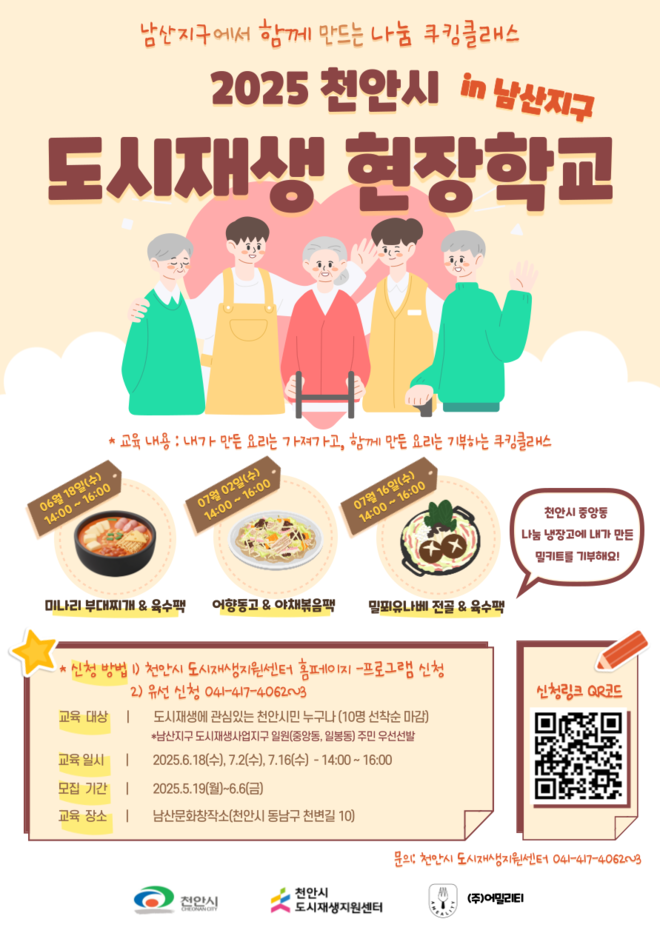 남산지구에서 함께 만드는 나눔 쿠킹클래스
2025 천안시 in 남산지구
도시재생 현장학교
* 교육 내용 : 내가 만든 요리는 가져가고, 함께 만든 요리는 기부하는 쿠킹클래스
06월 18일(수)
14:00 ~ 16:00
07월 02일(수)
14:00 ~ 16:00
07월 16일(수)
14:00 ~ 16:00
미나리 부대찌개 & 육수팩
어향동고 & 야채볶음팩
밀푀유나베 전골 & 육수팩
천안시 중앙동
나눔 냉장고에 내가 만든
밀키트를 기부해요!
* 신청 방법 1) 천안시 도시재생지원센터 홈페이지 -프로그램 신청
2) 유선 신청 041-417-4062~3
교육 대상 | 도시재생에 관심있는 천안시민 누구나 (10명 선착순 마감)
*남산지구 도시재생사업지구 일원(중앙동, 일봉동) 주민 우선선발
교육일시 | 2025.6.18(수), 7.2(수), 7.16(수) - 14:00 ~ 16:00
모집 기간 | 2025.5.19(월)~6.6(금)
교육 장소 | 남산문화창작소(천안시 동남구 천변길 10)
신청링크 QR코드
문의: 천안시 도시재생지원센터 041-417-4062~3
천안시
CHEONAN CITY
천안시
도시재생지원센터
AMEALITY
(주)어밀리티